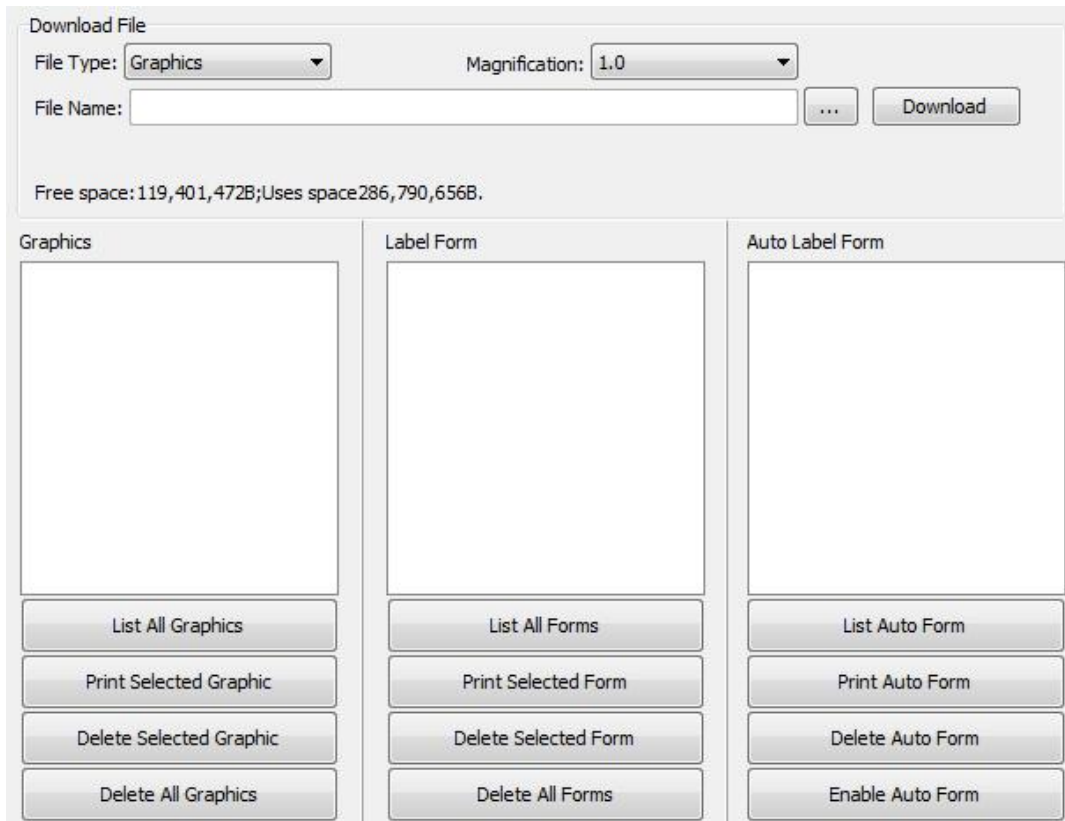 Download File
File Type: Graphics Magnification: 1.0
File Name: ... Download
Free space:119,401,472B;Uses space286,790,656B.
Graphics Label Form Auto Label Form
List All Graphics List All Forms List Auto Form
Print Selected Graphic Print Selected Form Print Auto Form
Delete Selected Graphic Delete Selected Form Delete Auto Form
Delete All Graphics Delete All Forms Enable Auto Form